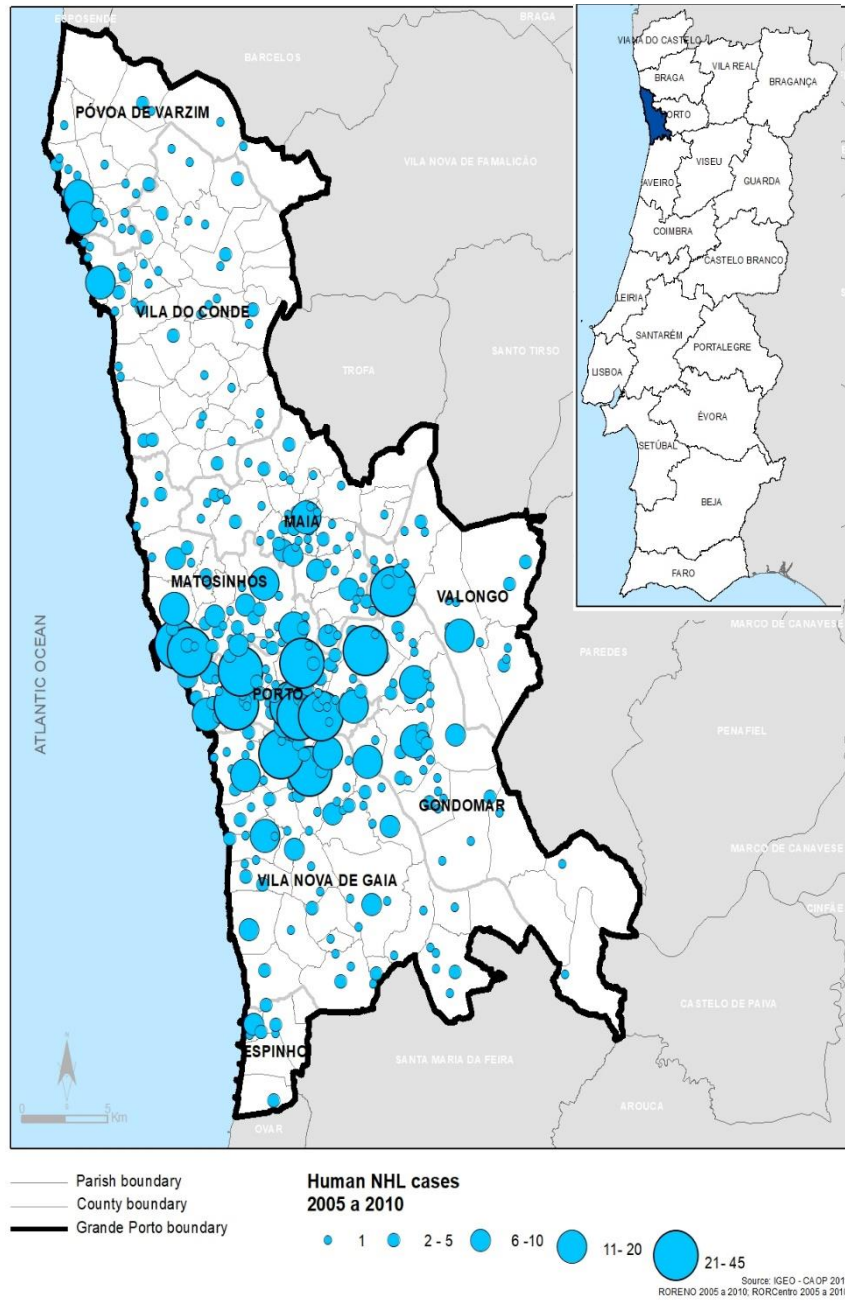 ESPOSENDE
BRAGA
BARCELOS
PÓVOA DE VARZIM
VILA NOVA DE FAMALICÃO
VILA DO CONDE
SANTO TIRSO
TROFA
MAIA
MATOSINHOS
VALONGO
MARCO DE CANAVESE
PAREDES
ATLANTIC OCEAN
PORTO
PENAFIEL
GONDOMAR
MARCO DE CANAVESE
VILA NOVA DE GAIA
CINFÃE
CASTELO DE PAIVA
ESPINHO
SANTA MARIA DA FEIRA
AROUCA
OVAR
N
0 5
Km
VIANA DO CASTELO
VILA REAL
BRAGANÇA
BRAGA
PORTO
VISEU
AVEIRO
GUARDA
COIMBRA
CASTELO BRANCO
LEIRIA
SANTARÉM
PORTALEGRE
LISBOA
ÉVORA
SETÚBAL
BEJA
FARO
Parish boundary
County boundary
Grande Porto boundary
Human NHL cases
2005 a 2010
1 2 - 5 6 -10 11- 20 21- 45
Source: IGEO - CAOP 201
RORENO 2005 a 2010; RORCentro 2005 a 201